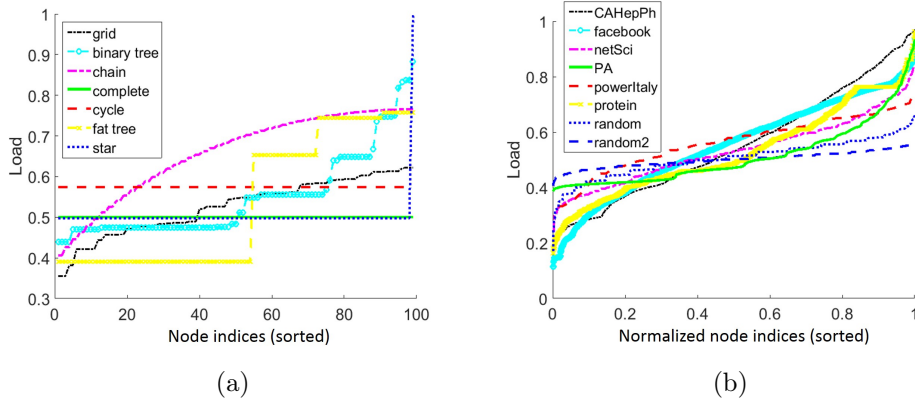 1
0.9
0.8
0.7
0.6
0.5
0.4
0.3
Load
grid
binary tree
chain
complete
cycle
fat tree
star
0
20
40
60
80
100
Node indices (sorted)
(a)
1
0.8
0.6
0.4
0.2
0
Load
CAHepPh
facebook
netSci
PA
powerItaly
protein
random
random2
0
0.2
0.4
0.6
0.8
1
Normalized node indices (sorted)
(b)